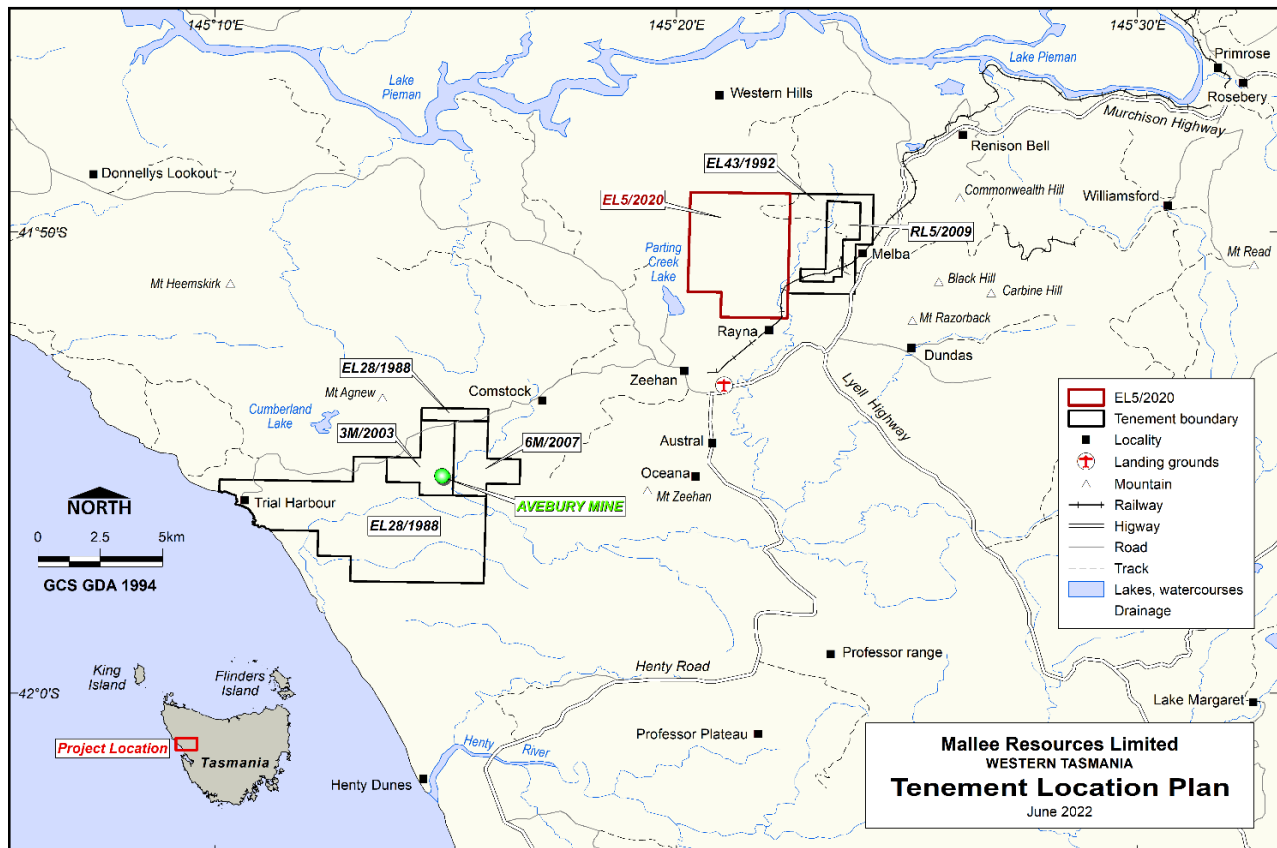 145°10'E
145°20'E
145°30'E
Lake
Pieman
Lake Pieman
Primrose
Rosebery
Western Hills
Murchison Highway
Renison Bell
EL43/1992
Donnellys Lookout
EL5/2020
Commonwealth Hill
Williamsford
41°50'S
RL5/2009
Parting
Creek
Lake
Melba
Mt Read
Mt Heemskirk
Black Hill
Carbine Hill
Mt Razorback
Rayna
Dundas
EL28/1988
Zeehan
Mt Agnew
Comstock
Lyell Highway
Cumberland
Lake
3M/2003
6M/2007
Austral
Oceana
Mt Zeehan
Trial Harbour
AVEBURY MINE
EL28/1988
NORTH
0 2.5 5km
GCS GDA 1994
EL5/2020
Tenement boundary
Locality
Landing grounds
Mountain
Railway
Higway
Road
Track
Lakes, watercourses
Drainage
Professor range
Henty Road
King
Island
Flinders
Island
42°0'S
Lake Margaret
Project Location
Tasmania
Professor Plateau
Henty
River
Henty Dunes
Mallee Resources Limited
WESTERN TASMANIA
Tenement Location Plan
June 2022